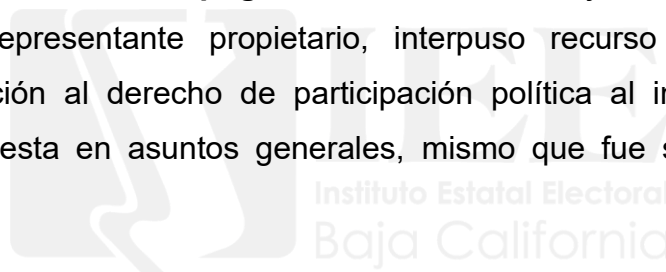 epresentante propietario, interpuso recurso
ción al derecho de participación política al i
esta en asuntos generales, mismo que fue s
IEE
Instituto Estatal Electoral
Baja California